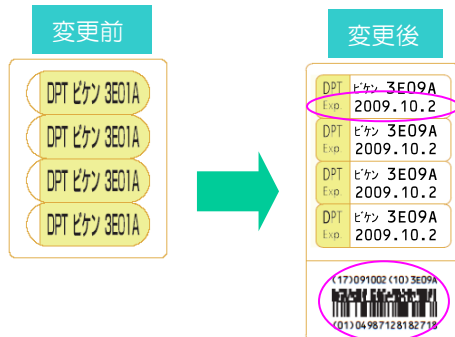 変更前
DPT ビケン 3E01A
DPT ビケン 3E01A
DPT ビケン 3E01A
DPT ビケン 3E01A
変更後
DPT ビケン 3E09A
Exp. 2009.10.2
DPT ビケン 3E09A
Exp. 2009.10.2
DPT ビケン 3E09A
Exp. 2009.10.2
DPT ビケン 3E09A
Exp. 2009.10.2
(17)091002(10)3E09A
(01)04987128182718